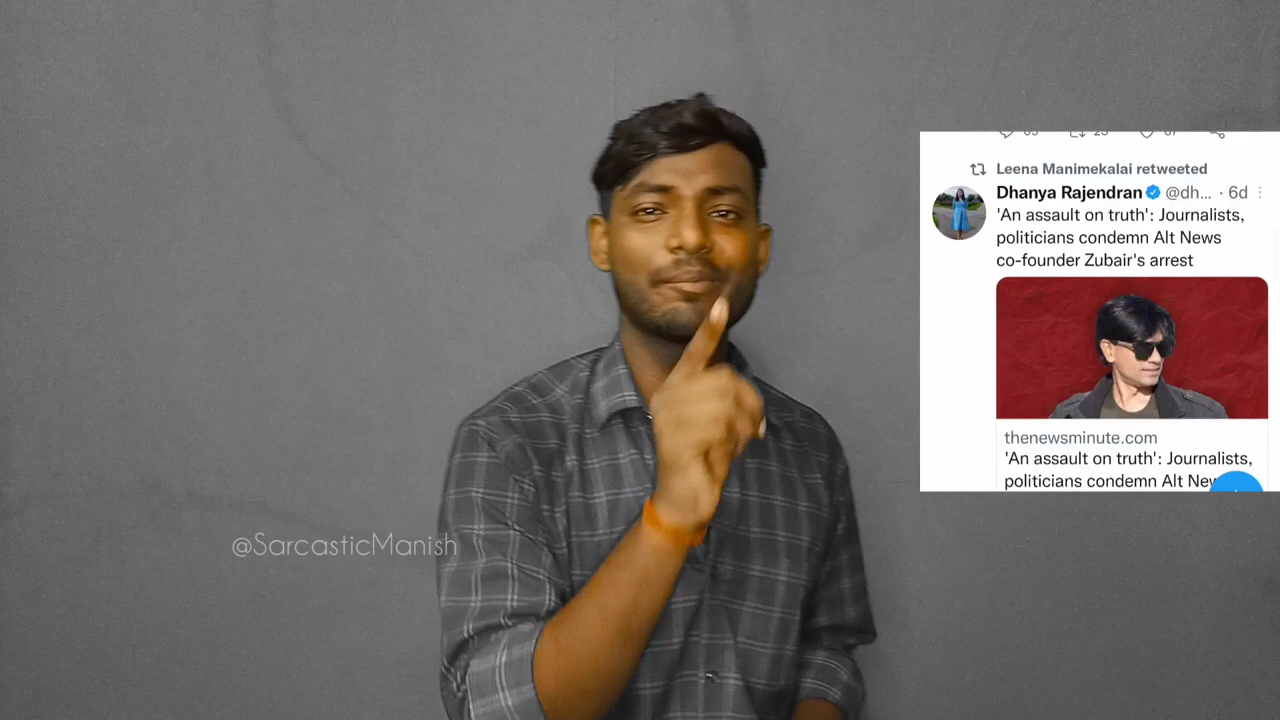 Leena Manimekalai retweeted
Dhanya Rajendran @dh... · 6d
'An assault on truth': Journalists,
politicians condemn Alt News
co-founder Zubair's arrest
thenewsminute.com
'An assault on truth': Journalists,
politicians condemn Alt
@SarcasticManish